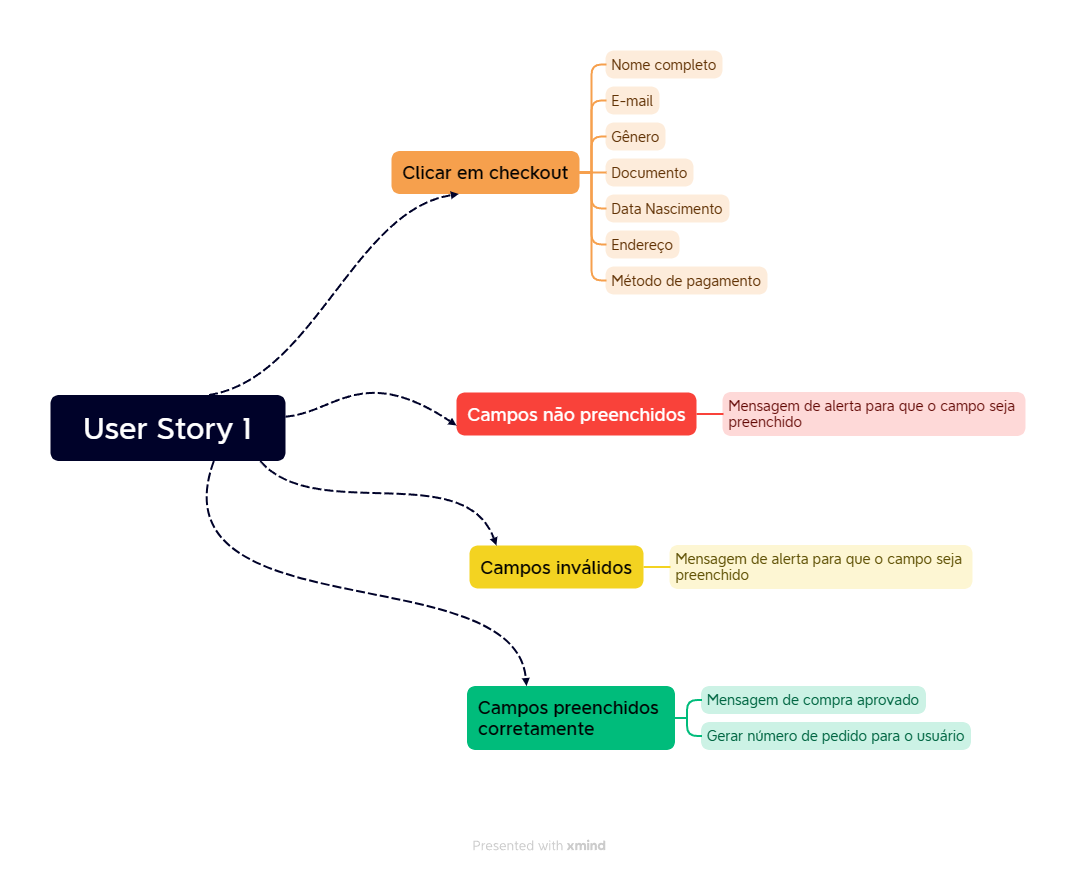 Nome completo
E-mail
Gênero
Clicar em checkout
Documento
Data Nascimento
Endereço
Método de pagamento
User Story 1
Campos não preenchidos
Mensagem de alerta para que o campo seja
preenchido
Campos inválidos
Mensagem de alerta para que o campo seja
preenchido
Campos preenchidos
corretamente
Mensagem de compra aprovado
Gerar número de pedido para o usuário
Presented with xmind